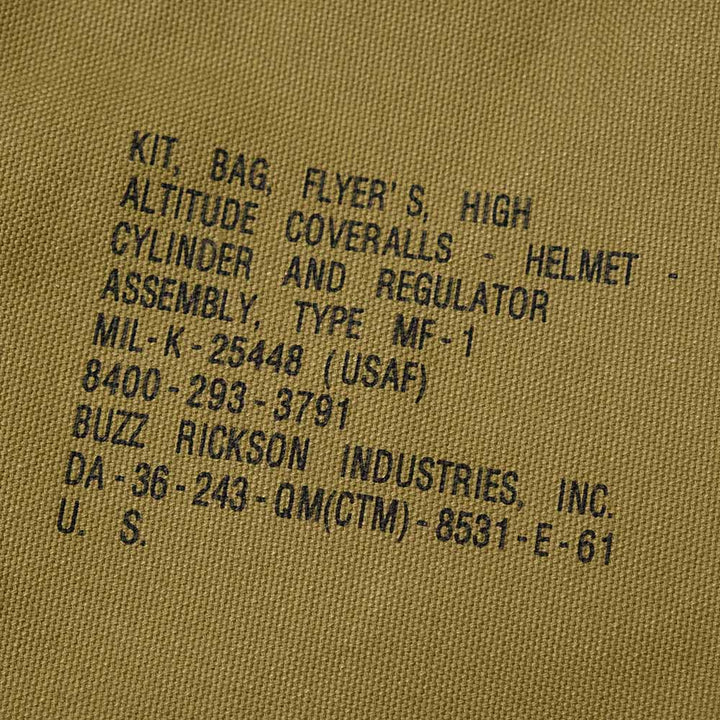 KIT, BAG, FLYER'S, HIGH
ALTITUDE COVERALLS - HELMET -
CYLINDER AND REGULATOR
ASSEMBLY, TYPE MF-1
MIL-K-25448 (USAF)
8400-293-3791
BUZZ RICKSON INDUSTRIES, INC.
DA-36-243-QM(CTM)-8531-E-61
U. S.